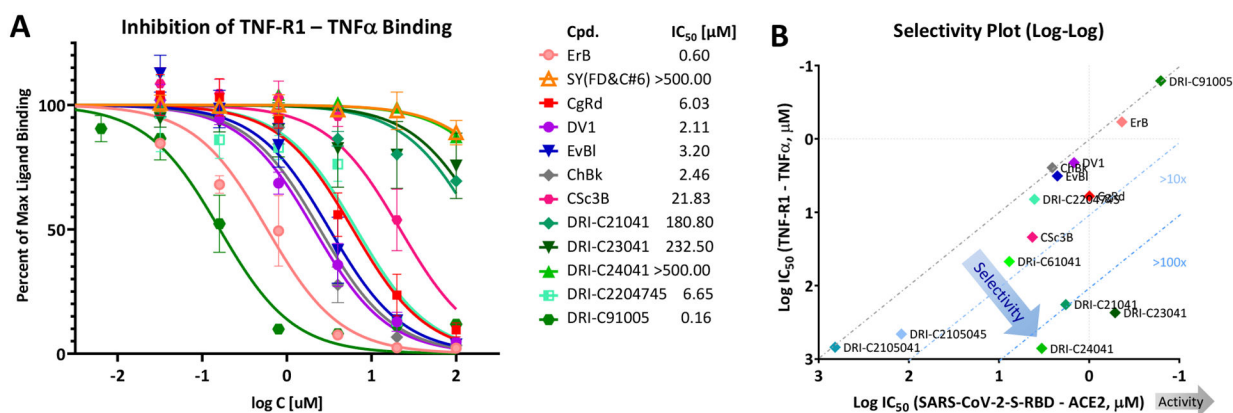 A
Inhibition of TNF-R1 – TNFα Binding
Percent of Max Ligand Binding
100
50
0
-2
-1
0
1
2
log C [uM]
Cpd. IC50 [µM]
ErB 0.60
SY(FD&C#6) >500.00
CgRd 6.03
DV1 2.11
EvBl 3.20
ChBk 2.46
CSc3B 21.83
DRI-C21041 180.80
DRI-C23041 232.50
DRI-C24041 >500.00
DRI-C2204745 6.65
DRI-C91005 0.16
B
Selectivity Plot (Log-Log)
Log IC50 (TNF-R1 - TNFα, µM)
-1
0
1
2
3
DRI-C91005
ErB
DV1
ChBk
EvBl
>10x
DRI-C2204745
CgRd
CSc3B
DRI-C61041
>100x
Selectivity
DRI-C21041
DRI-C23041
DRI-C2105045
DRI-C2105041
DRI-C24041
3
2
1
0
-1
Log IC50 (SARS-CoV-2-S-RBD - ACE2, µM)
Activity